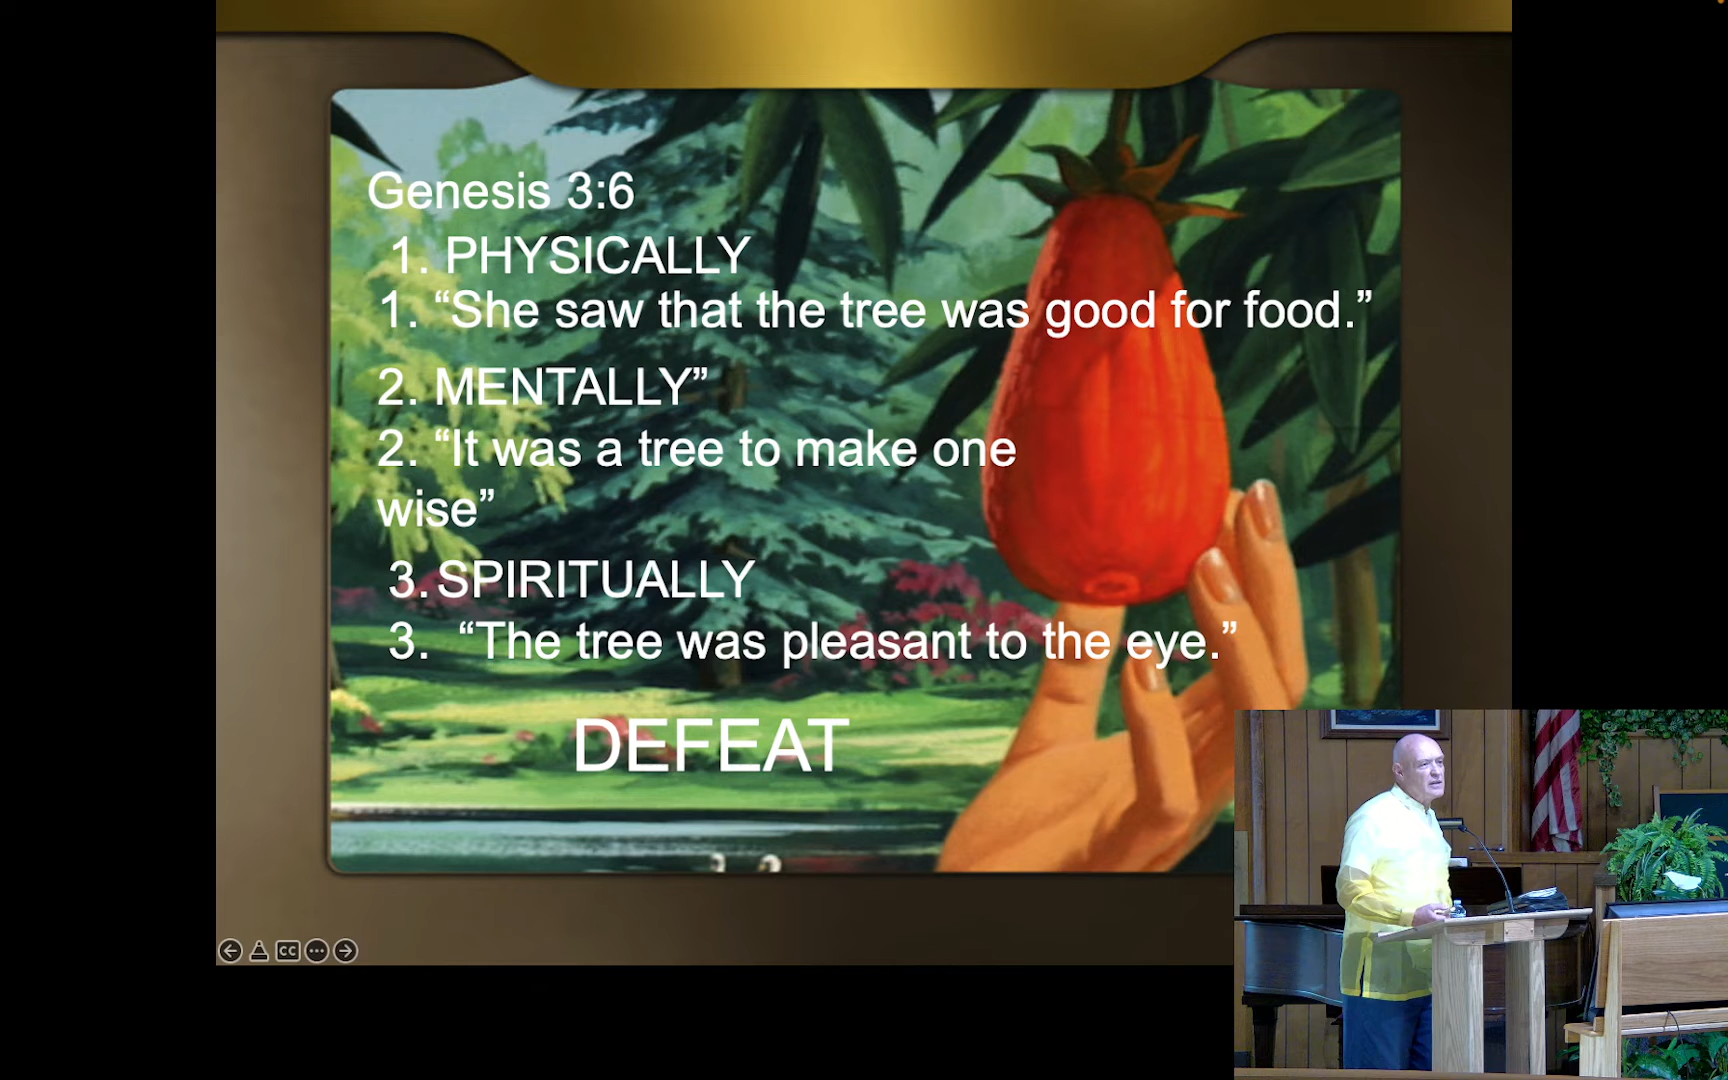 Genesis 3:6
1. PHYSICALLY
1. “She saw that the tree was good for food.”
2. MENTALLY”
2. “It was a tree to make one
wise”
3. SPIRITUALLY
3. “The tree was pleasant to the eye.”
DEFEAT
CC